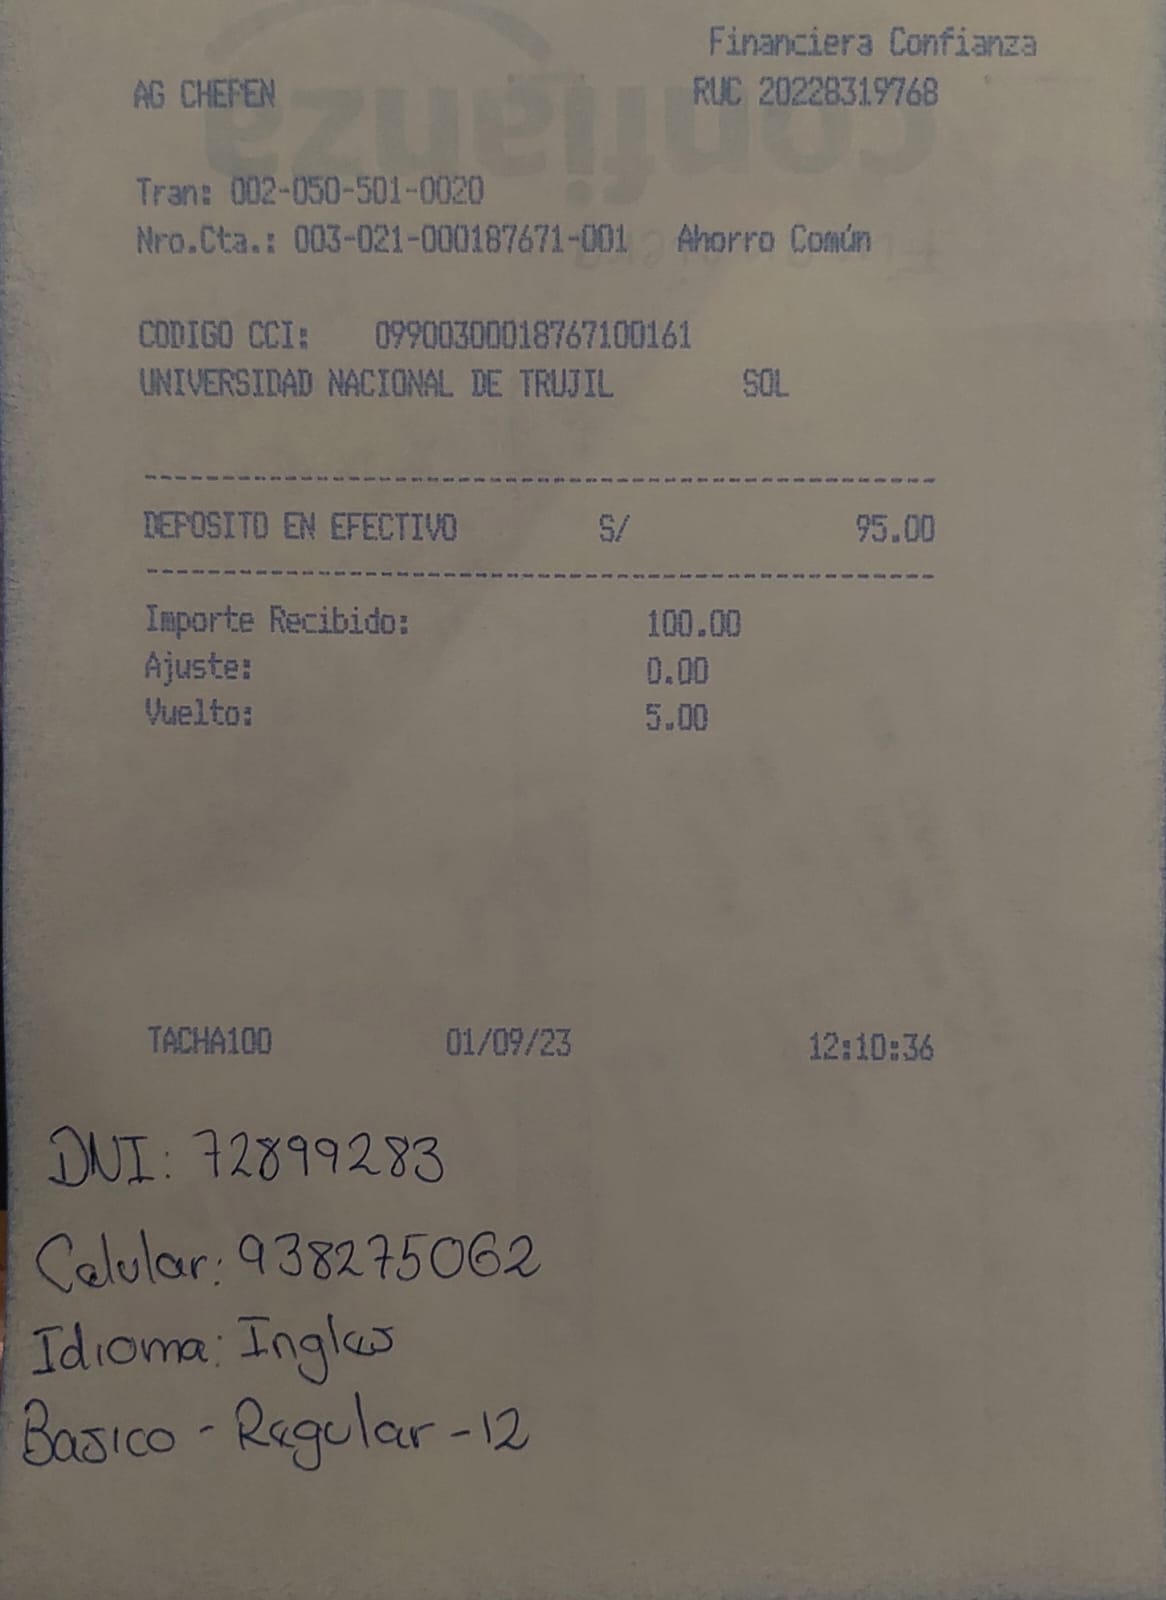 Financiera Confianza
AG CHEPEN RUC 20228319768
Tran: 002-050-501-0020
Nro.Cta.: 003-021-000187671-001 Ahorro Común
CODIGO CCI: 09900300018767100161
UNIVERSIDAD NACIONAL DE TRUJIL SOL
DEPOSITO EN EFECTIVO S/ 95.00
Importe Recibido: 100.00
Ajuste: 0.00
Vuelto: 5.00
TACHA100 01/09/23 12:10:36
DNI: 72899283
Celular: 938275062
Idioma: Ingles
Basico - Regular - 12